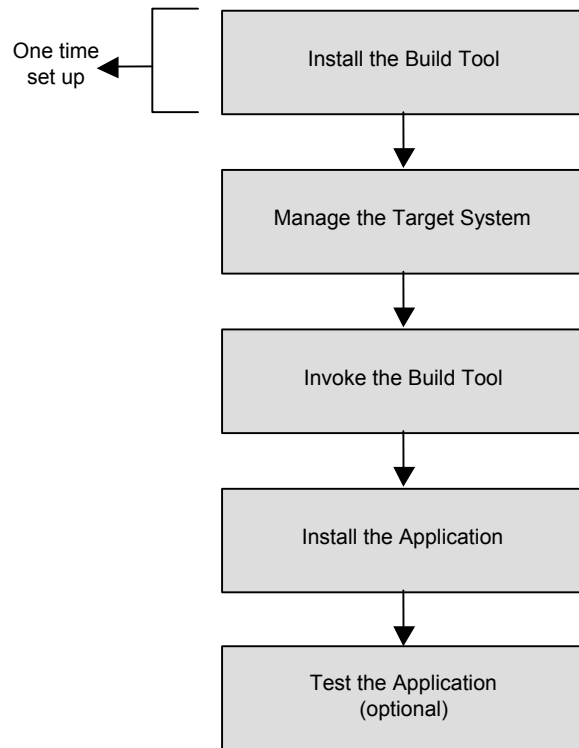 One time
set up
Install the Build Tool
Manage the Target System
Invoke the Build Tool
Install the Application
Test the Application
(optional)